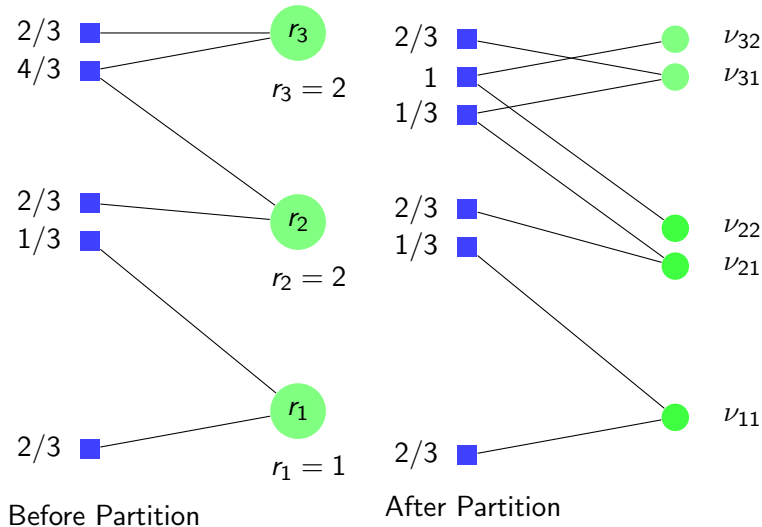 2/3
4/3
r₃
r₃ = 2
2/3
1/3
r₂
r₂ = 2
r₁
2/3
r₁ = 1
Before Partition
2/3
1
1/3
ν₃₂
ν₃₁
2/3
1/3
ν₂₂
ν₂₁
ν₁₁
2/3
After Partition